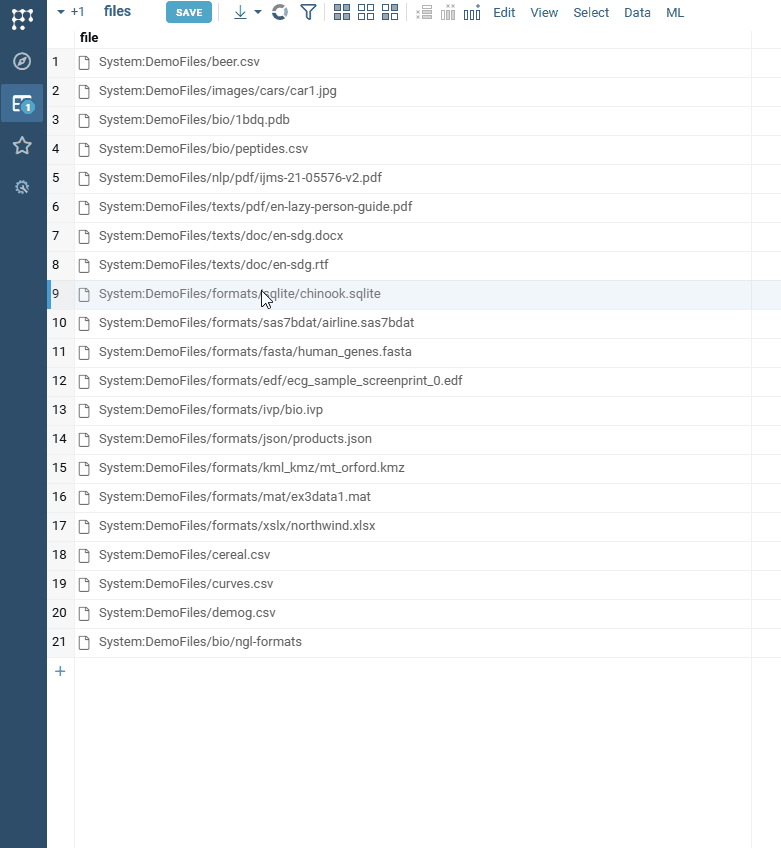 +1 files SAVE Edit View Select Data ML
file
1 System:DemoFiles/beer.csv
1 2 System:DemoFiles/images/cars/car1.jpg
3 System:DemoFiles/bio/1bdq.pdb
4 System:DemoFiles/bio/peptides.csv
5 System:DemoFiles/nlp/pdf/ijms-21-05576-v2.pdf
6 System:DemoFiles/texts/pdf/en-lazy-person-guide.pdf
7 System:DemoFiles/texts/doc/en-sdg.docx
8 System:DemoFiles/texts/doc/en-sdg.rtf
9 System:DemoFiles/formats/sqlite/chinook.sqlite
10 System:DemoFiles/formats/sas7bdat/airline.sas7bdat
11 System:DemoFiles/formats/fasta/human_genes.fasta
12 System:DemoFiles/formats/edf/ecg_sample_screenprint_0.edf
13 System:DemoFiles/formats/ivp/bio.ivp
14 System:DemoFiles/formats/json/products.json
15 System:DemoFiles/formats/kml_kmz/mt_orford.kmz
16 System:DemoFiles/formats/mat/ex3data1.mat
17 System:DemoFiles/formats/xslx/northwind.xlsx
18 System:DemoFiles/cereal.csv
19 System:DemoFiles/curves.csv
20 System:DemoFiles/demog.csv
21 System:DemoFiles/bio/ngl-formats
+